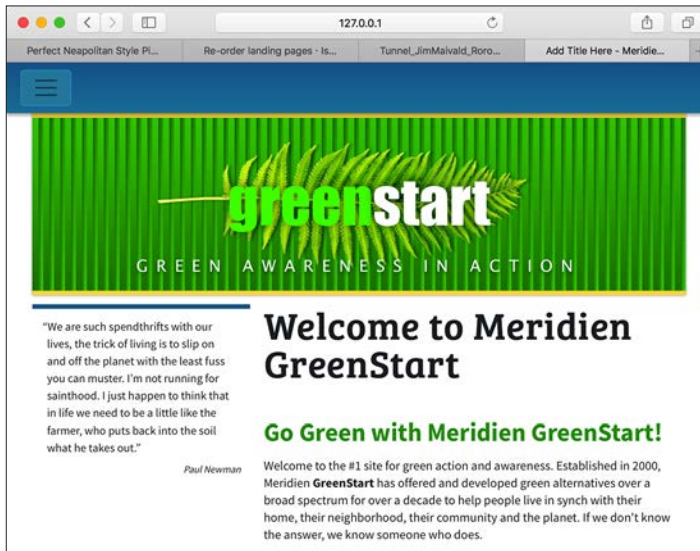 127.0.0.1
Perfect Neapolitan Style Pi...
Re-order landing pages · Is...
Tunnel_JimMaivald_Roro...
Add Title Here - Meridie...
greenstart
GREEN AWARENESS IN ACTION
“We are such spendthrifts with our
lives, the trick of living is to slip on
and off the planet with the least fuss
you can muster. I’m not running for
sainthood. I just happen to think that
in life we need to be a little like the
farmer, who puts back into the soil
what he takes out.”
Paul Newman
Welcome to Meridien
GreenStart
Go Green with Meridien GreenStart!
Welcome to the #1 site for green action and awareness. Established in 2000,
Meridien GreenStart has offered and developed green alternatives over a
broad spectrum for over a decade to help people live in synch with their
home, their neighborhood, their community and the planet. If we don’t know
the answer, we know someone who does.